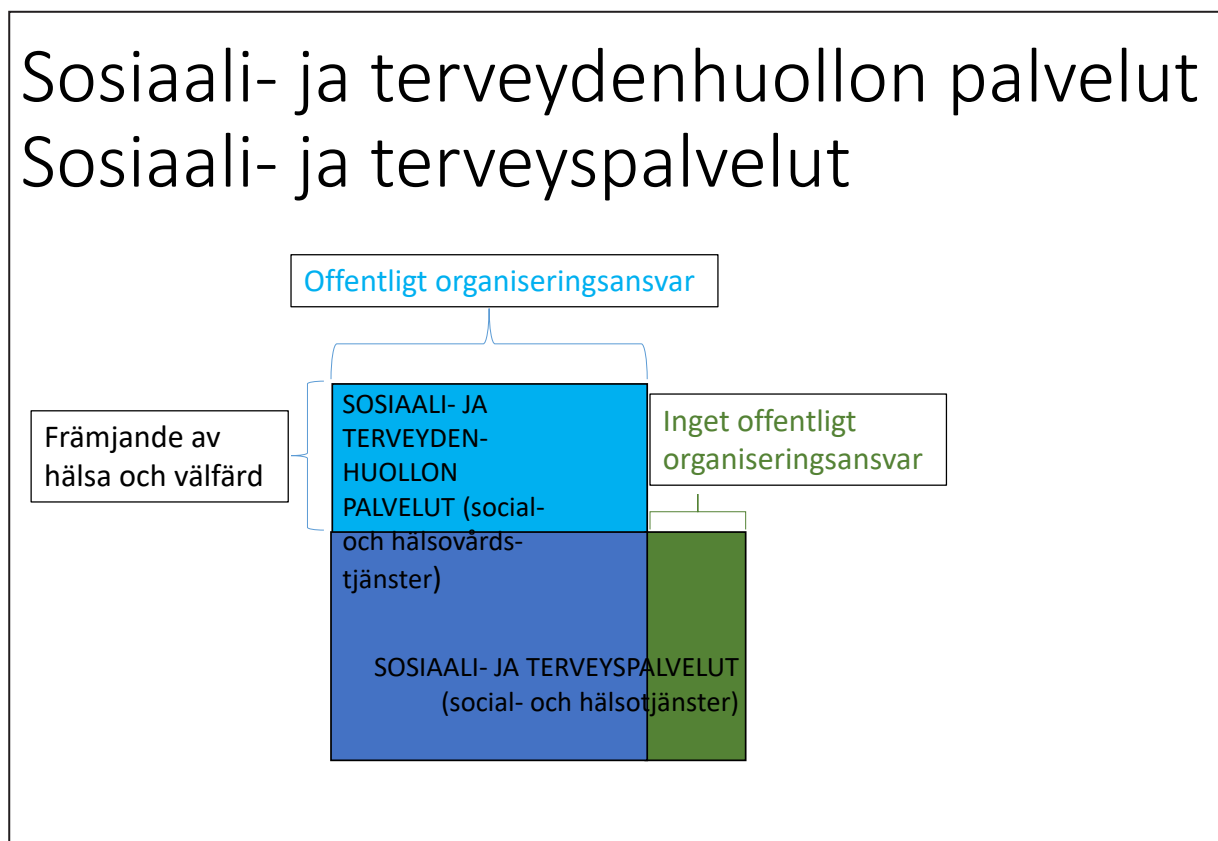 Sosiaali- ja terveydenhuollon palvelut
Sosiaali- ja terveyspalvelut
Offentligt organiseringsansvar
Främjande av
hälsa och välfärd
SOSIAALI- JA
TERVEYDEN-
HUOLLON
PALVELUT (social-
och hälsovårds-
tjänster)
Inget offentligt
organiseringsansvar
SOSIAALI- JA TERVEYSPALVELUT
(social- och hälsotjänster)